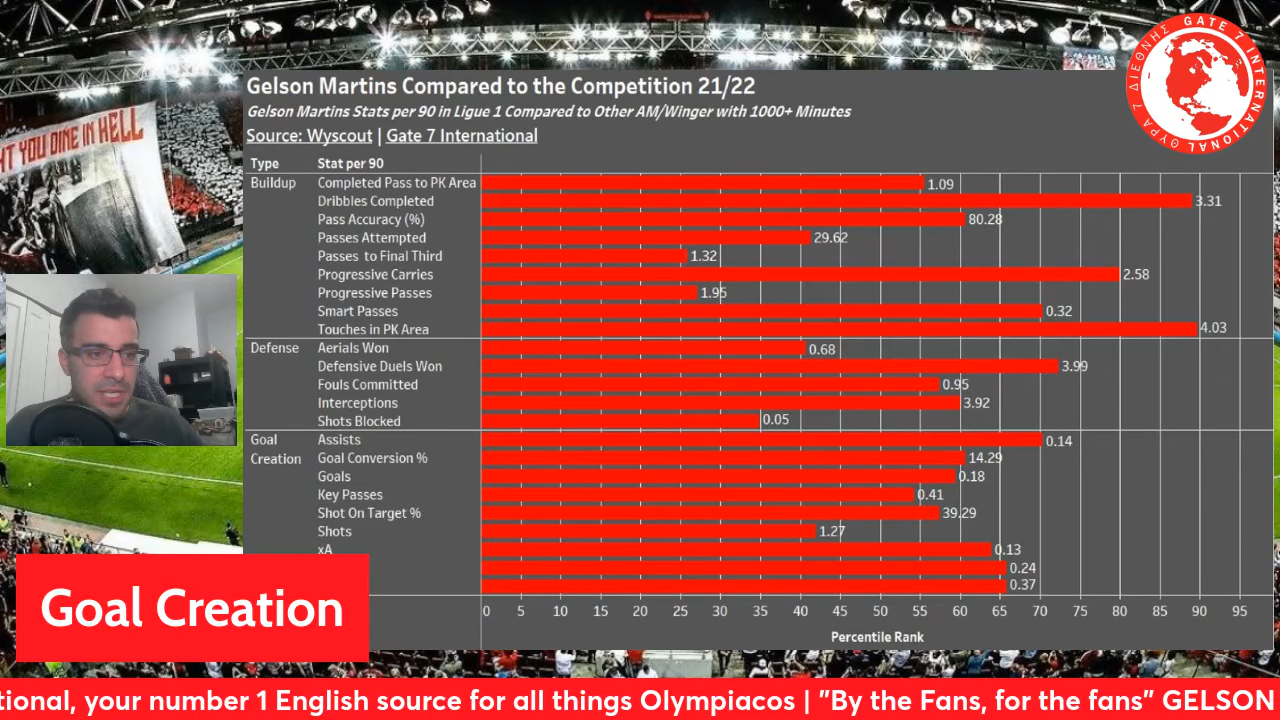 Gelson Martins Compared to the Competition 21/22
Gelson Martins Stats per 90 in Ligue 1 Compared to Other AM/Winger with 1000+ Minutes
Source: Wyscout | Gate 7 International
GATE 7 INTERNATIONAL
ΘΥΡΑ 7 ΔΙΕΘΝΗΣ
HT YOU DINE IN HELL
Type Stat per 90
Buildup Completed Pass to PK Area 1.09
Dribbles Completed 3.31
Pass Accuracy (%) 80.28
Passes Attempted 29.62
Passes to Final Third 1.32
Progressive Carries 2.58
Progressive Passes 1.95
Smart Passes 0.32
Touches in PK Area 4.03
Defense Aerials Won 0.68
Defensive Duels Won 3.99
Fouls Committed 0.95
Interceptions 3.92
Shots Blocked 0.05
Goal Assists 0.14
Creation Goal Conversion % 14.29
Goals 0.18
Key Passes 0.41
Shot On Target % 39.29
Shots 1.27
xA 0.13
0.24
0.37
0 5 10 15 20 25 30 35 40 45 50 55 60 65 70 75 80 85 90 95
Percentile Rank
Goal Creation
tional, your number 1 English source for all things Olympiacos | "By the Fans, for the fans" GELSON